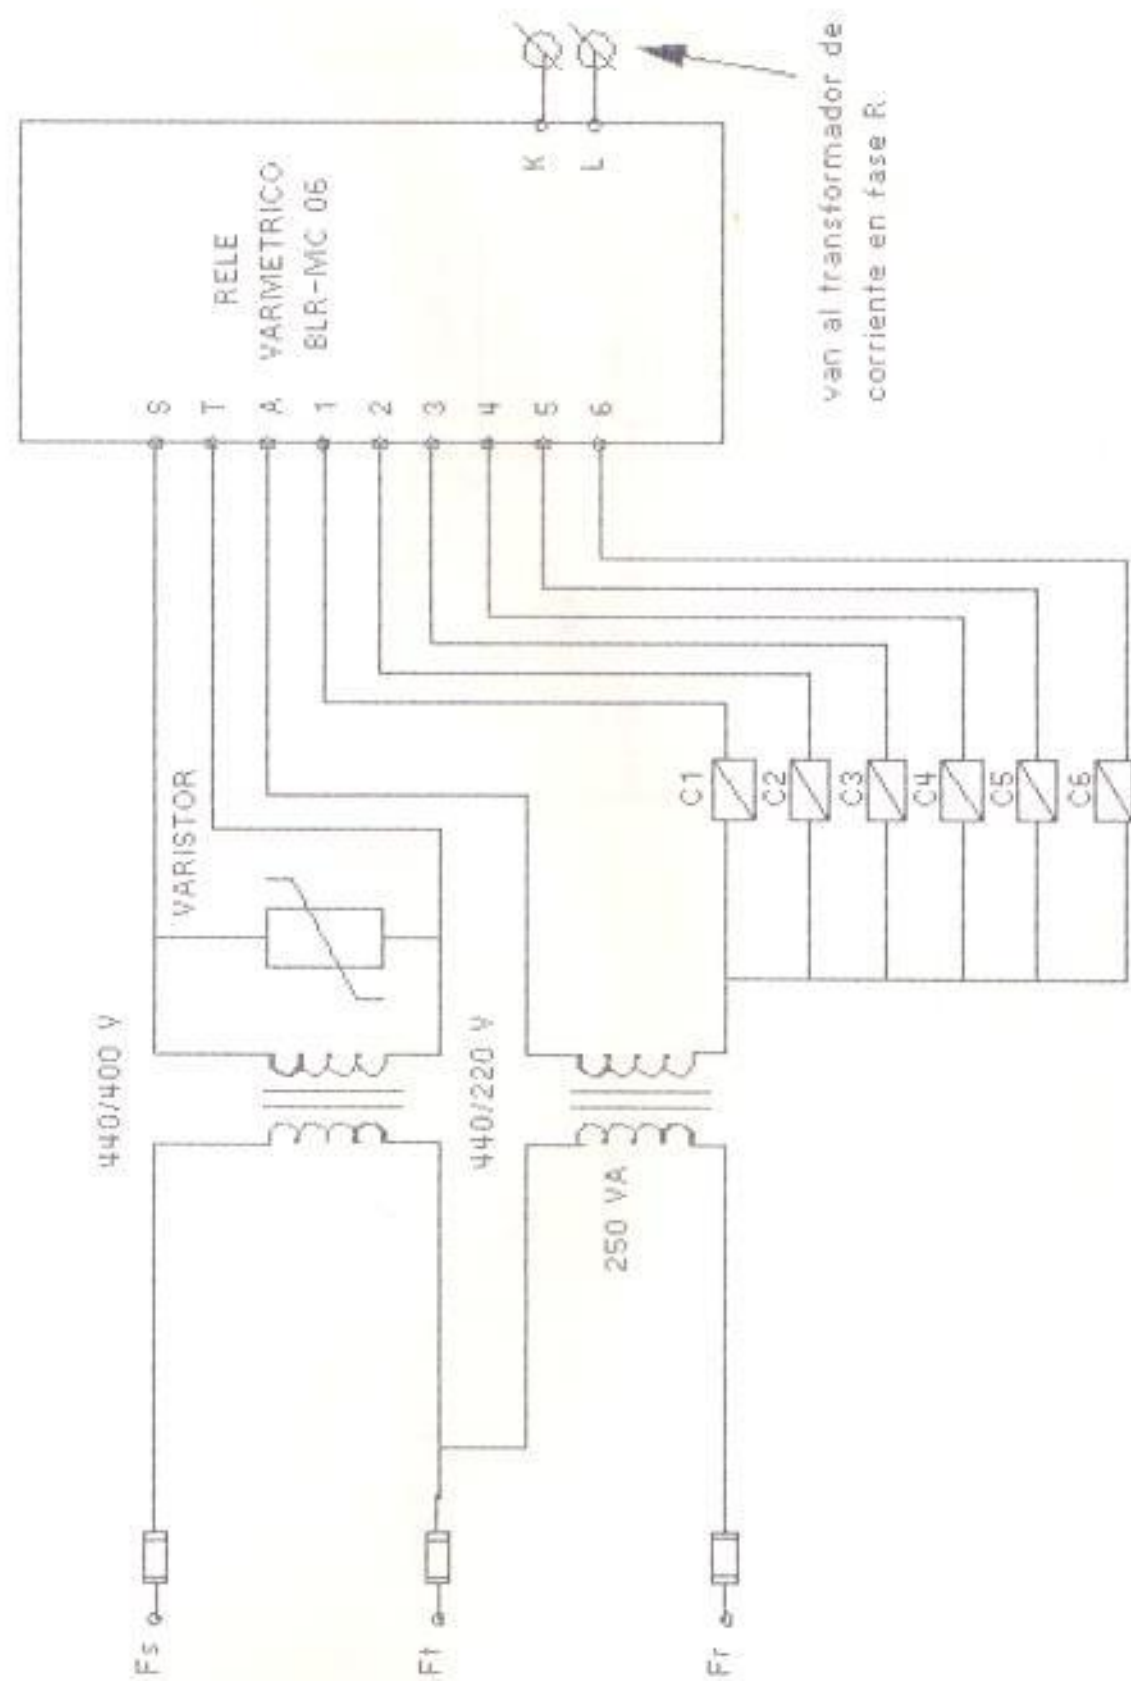 Fs
Ft
Fr
440/400 V
440/220 V
250 VA
VARISTOR
C1
C2
C3
C4
C5
C6
S
T
A
1
2
3
4
5
6
RELE
VARMETRICO
BLR-MC 06
K
L
van al transformador de
corriente en fase R.